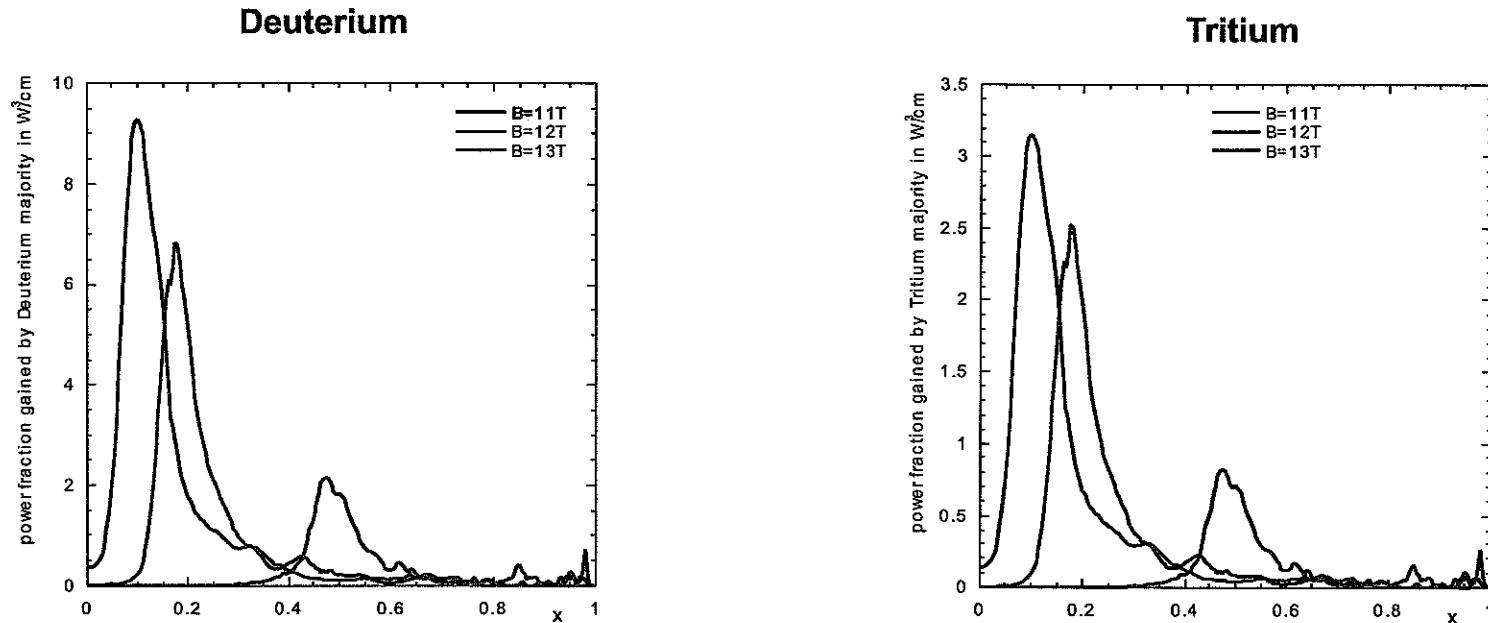 Deuterium
power fraction gained by Deuterium majority in W/cm³
10
8
6
4
2
0
B=11T
B=12T
B=13T
0 0.2 0.4 0.6 0.8 1
x
Tritium
power fraction gained by Tritium majority in W/cm³
3.5
3
2.5
2
1.5
1
0.5
0
B=11T
B=12T
B=13T
0 0.2 0.4 0.6 0.8 1
x